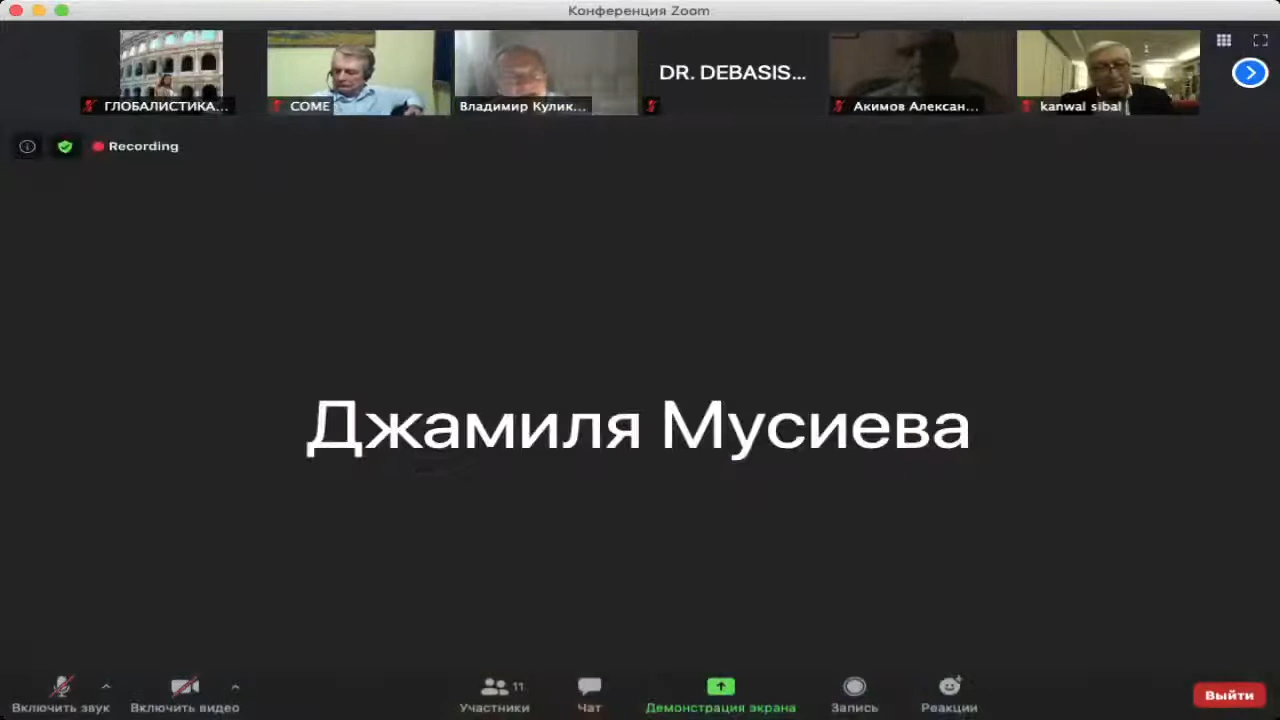 Конференция Zoom
DR. DEBASIS...
ГЛОБАЛИСТИКА...
COME
Владимир Кулик...
Акимов Алексан...
kanwal sibal
Recording
Джамиля Мусиева
Включить звук
Включить видео
11
Участники
Чат
Демонстрация экрана
Запись
Реакции
Выйти